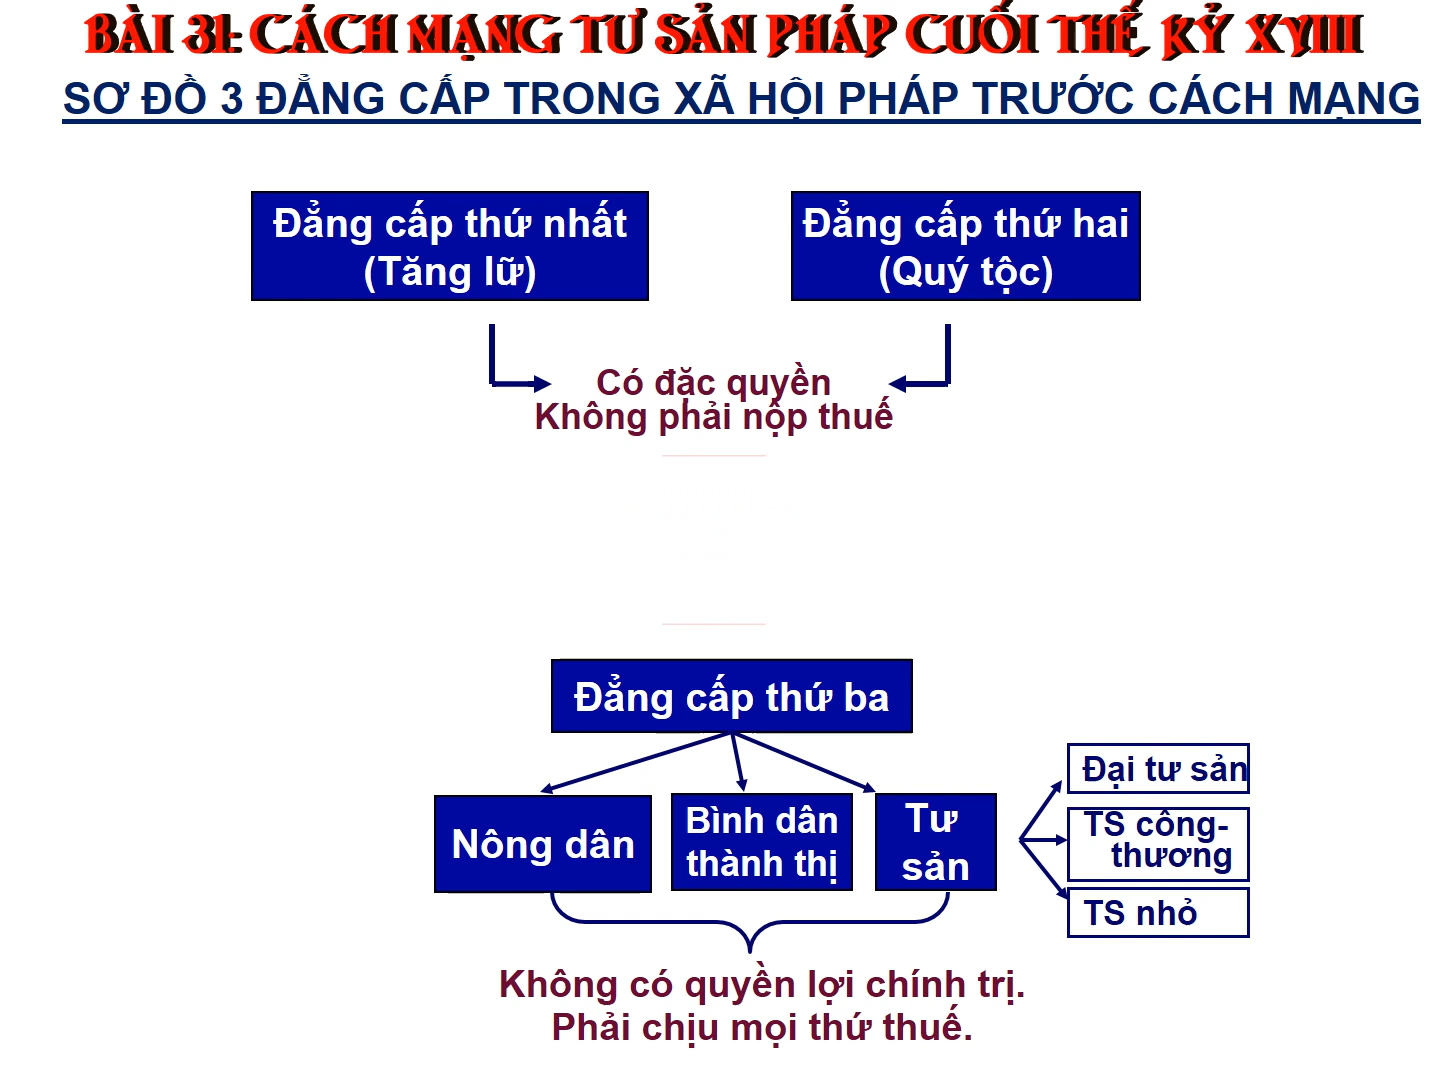 BÀI 31: CÁCH MẠNG TƯ SẢN PHÁP CUỐI THẾ KỶ XVIII
SƠ ĐỒ 3 ĐẲNG CẤP TRONG XÃ HỘI PHÁP TRƯỚC CÁCH MẠNG
Đẳng cấp thứ nhất
(Tăng lữ)
Đẳng cấp thứ hai
(Quý tộc)
Có đặc quyền
Không phải nộp thuế
Đẳng cấp thứ ba
Nông dân
Bình dân
thành thị
Tư
sản
Đại tư sản
TS công-
thương
TS nhỏ
Không có quyền lợi chính trị.
Phải chịu mọi thứ thuế.